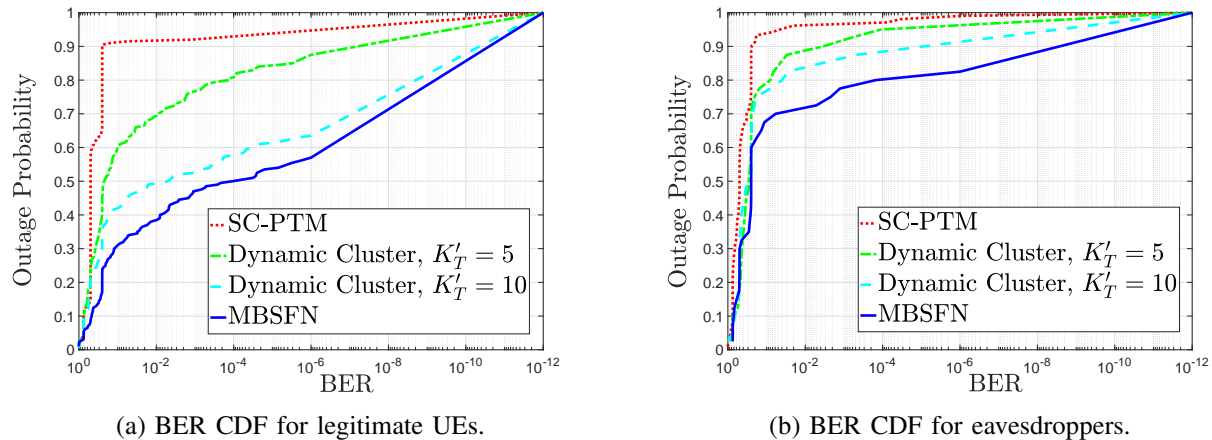 Outage Probability
1
0.9
0.8
0.7
0.6
0.5
0.4
0.3
0.2
0.1
0
10^0
10^-2
10^-4
10^-6
10^-8
10^-10
10^-12
BER
SC-PTM
Dynamic Cluster, K′_T = 5
Dynamic Cluster, K′_T = 10
MBSFN
(a) BER CDF for legitimate UEs.
Outage Probability
1
0.9
0.8
0.7
0.6
0.5
0.4
0.3
0.2
0.1
0
10^0
10^-2
10^-4
10^-6
10^-8
10^-10
10^-12
BER
SC-PTM
Dynamic Cluster, K′_T = 5
Dynamic Cluster, K′_T = 10
MBSFN
(b) BER CDF for eavesdroppers.